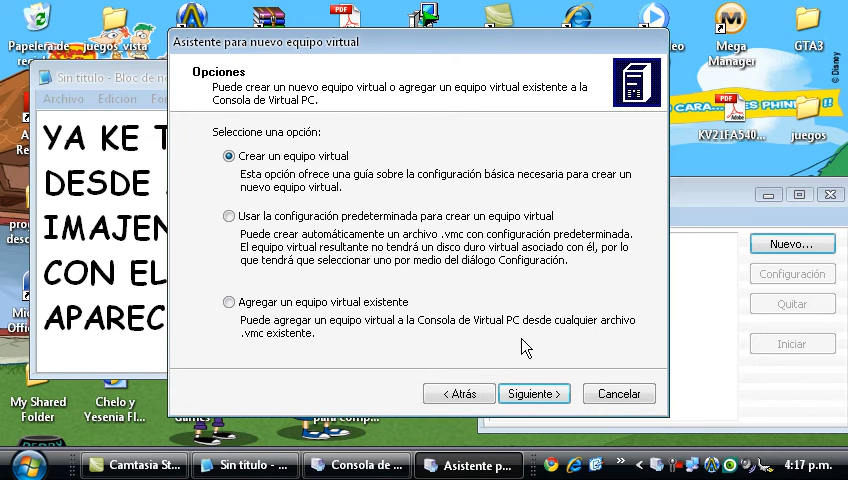 Papelera de
juegos_vista
Mega
Manager
GTA3
© Disney
CARA...
PHIN
KV21FA540...
juegos
Sin título - Bloc de no
Archivo Edición
YA KE T
DESDE
IMAJEN
CON EL
APAREC
Asistente para nuevo equipo virtual
Opciones
Puede crear un nuevo equipo virtual o agregar un equipo virtual existente a la
Consola de Virtual PC.
Seleccione una opción:
Crear un equipo virtual
Esta opción ofrece una guía sobre la configuración básica necesaria para crear un
nuevo equipo virtual.
Usar la configuración predeterminada para crear un equipo virtual
Puede crear automáticamente un archivo .vmc con configuración predeterminada.
El equipo virtual resultante no tendrá un disco duro virtual asociado con él, por lo
que tendrá que seleccionar uno por medio del diálogo Configuración.
Agregar un equipo virtual existente
Puede agregar un equipo virtual a la Consola de Virtual PC desde cualquier archivo
.vmc existente.
< Atrás
Siguiente >
Cancelar
Nuevo...
Configuración
Quitar
Iniciar
My Shared
Folder
Chelo y
Yesenia Fl...
Camtasia St...
Sin título - ...
Consola de ...
Asistente p...
4:17 p.m.